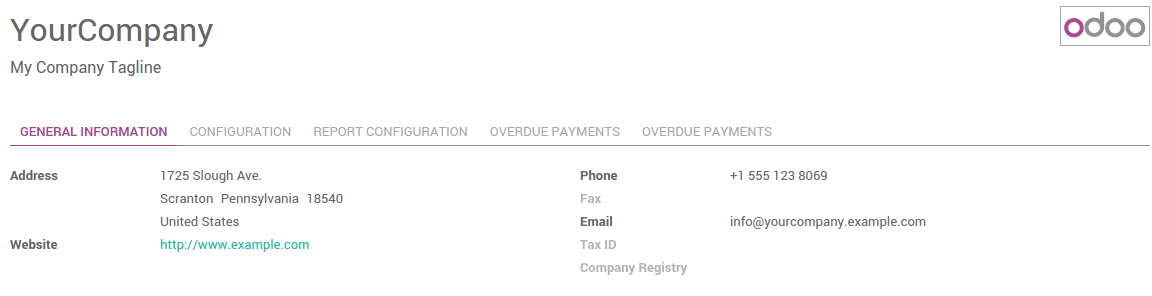 YourCompany
odoo
My Company Tagline
GENERAL INFORMATION CONFIGURATION REPORT CONFIGURATION OVERDUE PAYMENTS OVERDUE PAYMENTS
Address 1725 Slough Ave. Phone +1 555 123 8069
Scranton Pennsylvania 18540 Fax
United States Email info@yourcompany.example.com
Website http://www.example.com Tax ID
Company Registry